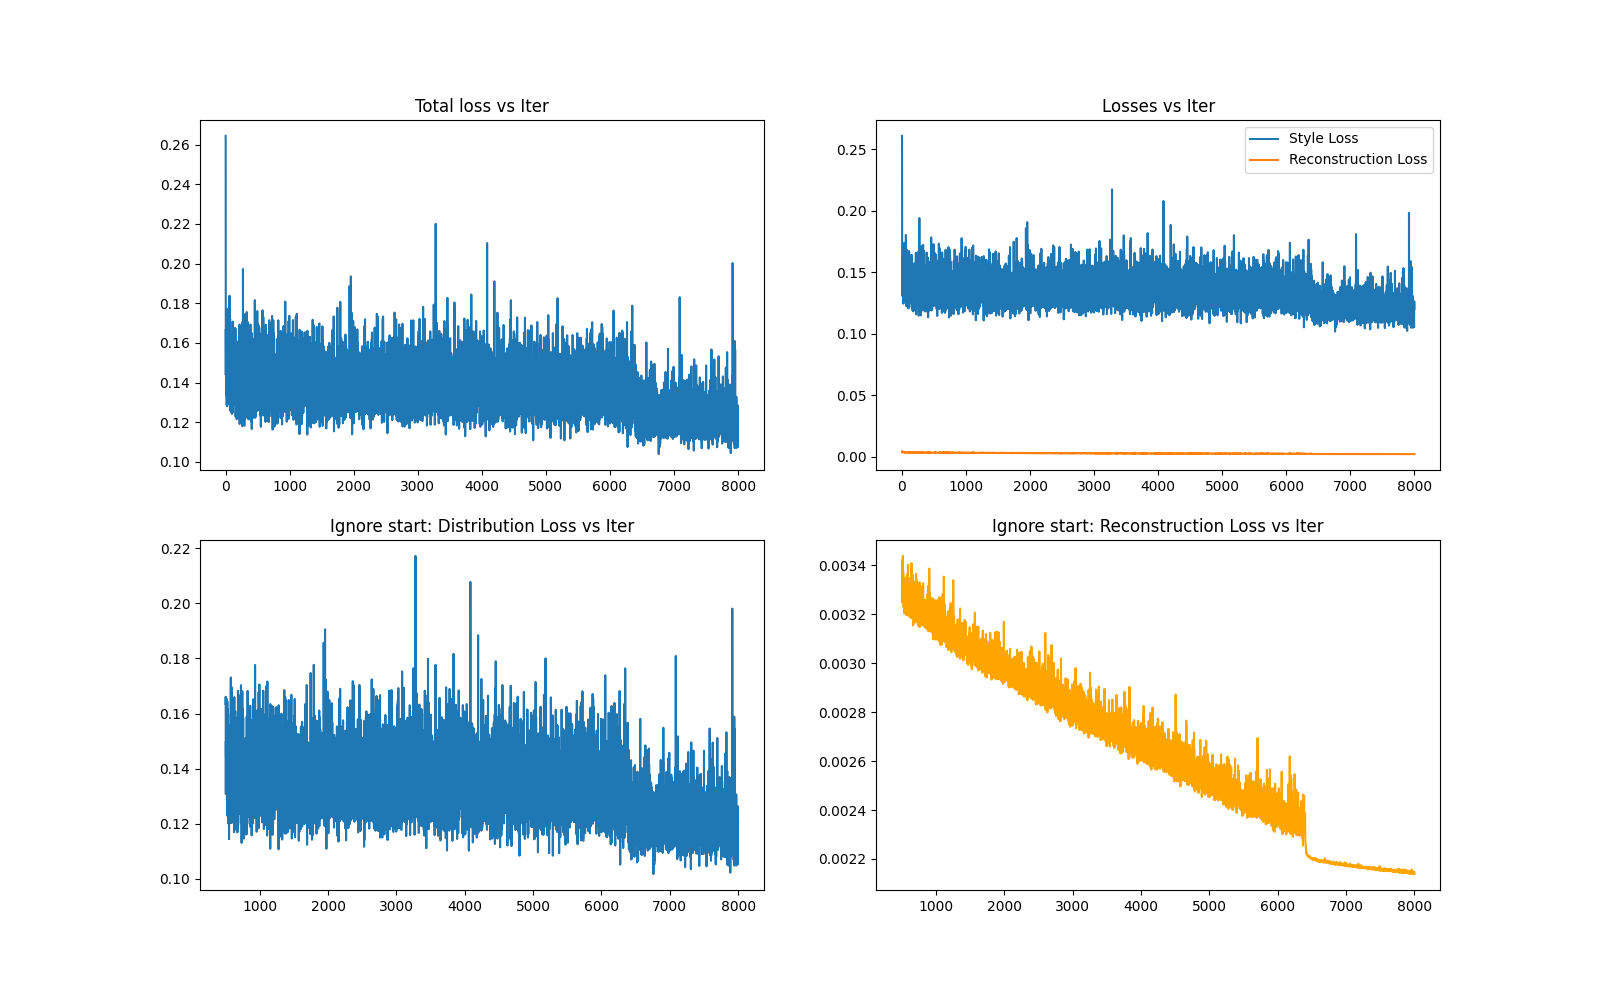 Total loss vs Iter
0.26
0.24
0.22
0.20
0.18
0.16
0.14
0.12
0.10
0 1000 2000 3000 4000 5000 6000 7000 8000
Losses vs Iter
Style Loss
Reconstruction Loss
0.25
0.20
0.15
0.10
0.05
0.00
0 1000 2000 3000 4000 5000 6000 7000 8000
Ignore start: Distribution Loss vs Iter
0.22
0.20
0.18
0.16
0.14
0.12
0.10
1000 2000 3000 4000 5000 6000 7000 8000
Ignore start: Reconstruction Loss vs Iter
0.0034
0.0032
0.0030
0.0028
0.0026
0.0024
0.0022
1000 2000 3000 4000 5000 6000 7000 8000